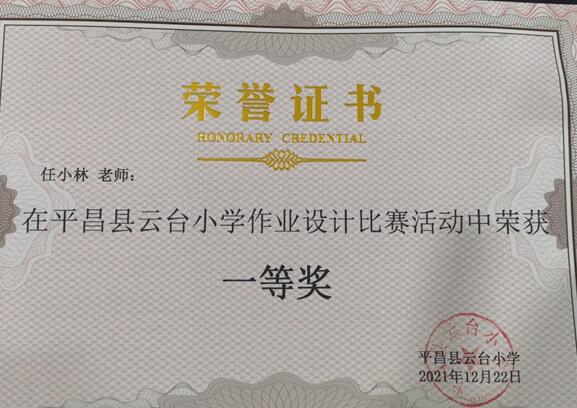 荣誉证书
HONORARY CREDENTIAL
任小林 老师：
在平昌县云台小学作业设计比赛活动中荣获
一等奖
平昌县云台小学
2021年12月22日